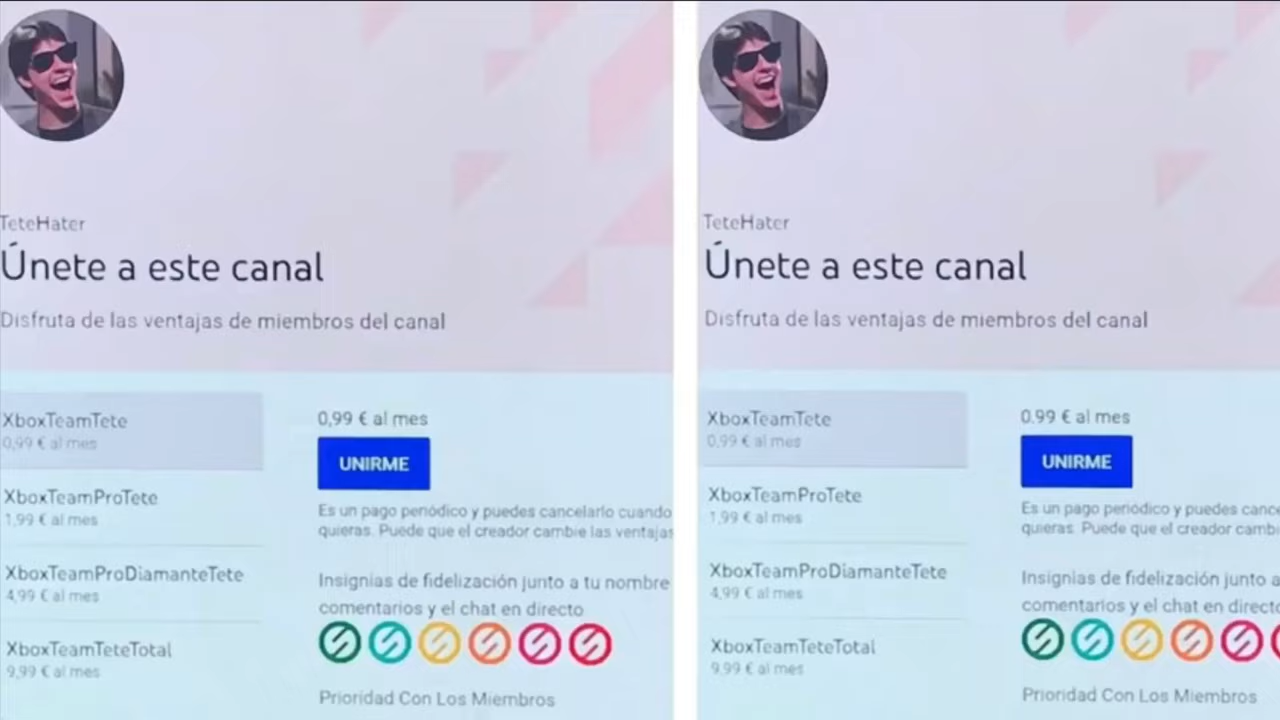 TeteHater
Únete a este canal
Disfruta de las ventajas de miembros del canal
XboxTeamTete
0,99 € al mes
XboxTeamProTete
1,99 € al mes
XboxTeamProDiamanteTete
4,99 € al mes
XboxTeamTeteTotal
9,99 € al mes
0,99 € al mes
UNIRME
Es un pago periódico y puedes cancelarlo cuando
quieras. Puede que el creador cambie las ventajas
Insignias de fidelización junto a tu nombre
comentarios y el chat en directo
Prioridad Con Los Miembros
TeteHater
Únete a este canal
Disfruta de las ventajas de miembros del canal
XboxTeamTete
0,99 € al mes
XboxTeamProTete
1,99 € al mes
XboxTeamProDiamanteTete
4,99 € al mes
XboxTeamTeteTotal
9,99 € al mes
0.99 € al mes
UNIRME
Es un pago periódico y puedes cance
quieras. Puede que el creador cambi
Insignias de fidelización junto a
comentarios y el chat en directo
Prioridad Con Los Miembros